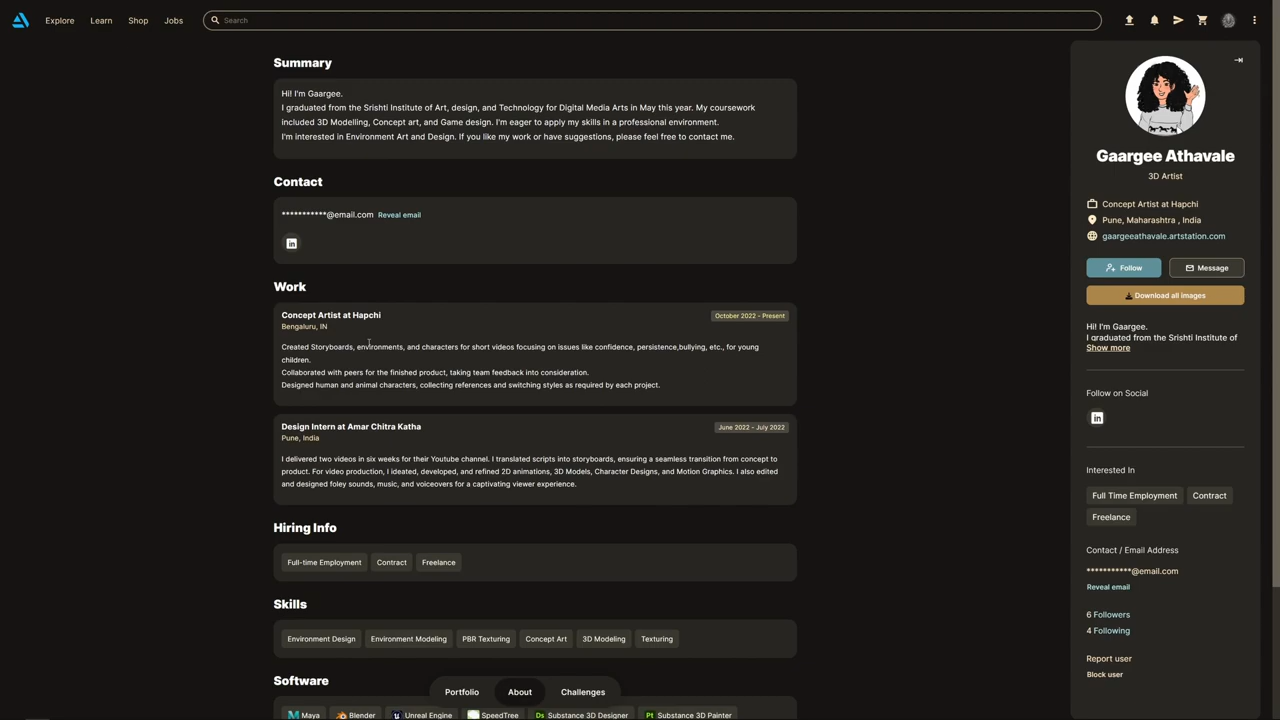 Explore
Learn
Shop
Jobs
Search
Summary
Hi! I'm Gaargee.
I graduated from the Srishti Institute of Art, design, and Technology for Digital Media Arts in May this year. My coursework
included 3D Modelling, Concept art, and Game design. I'm eager to apply my skills in a professional environment.
I'm interested in Environment Art and Design. If you like my work or have suggestions, please feel free to contact me.
Contact
***********@email.com Reveal email
Work
Concept Artist at Hapchi
October 2022 - Present
Bengaluru, IN
Created Storyboards, environments, and characters for short videos focusing on issues like confidence, persistence,bullying, etc., for young
children.
Collaborated with peers for the finished product, taking team feedback into consideration.
Designed human and animal characters, collecting references and switching styles as required by each project.
Design Intern at Amar Chitra Katha
June 2022 - July 2022
Pune, India
I delivered two videos in six weeks for their Youtube channel. I translated scripts into storyboards, ensuring a seamless transition from concept to
product. For video production, I ideated, developed, and refined 2D animations, 3D Models, Character Designs, and Motion Graphics. I also edited
and designed foley sounds, music, and voiceovers for a captivating viewer experience.
Hiring Info
Full-time Employment
Contract
Freelance
Skills
Environment Design
Environment Modeling
PBR Texturing
Concept Art
3D Modeling
Texturing
Software
Maya
Blender
Unreal Engine
SpeedTree
Ds Substance 3D Designer
Pt Substance 3D Painter
Portfolio
About
Challenges
Gaargee Athavale
3D Artist
Concept Artist at Hapchi
Pune, Maharashtra , India
gaargeeathavale.artstation.com
Follow
Message
Download all images
Hi! I'm Gaargee.
I graduated from the Srishti Institute of
Show more
Follow on Social
in
Interested In
Full Time Employment
Contract
Freelance
Contact / Email Address
***********@email.com
Reveal email
6 Followers
4 Following
Report user
Block user